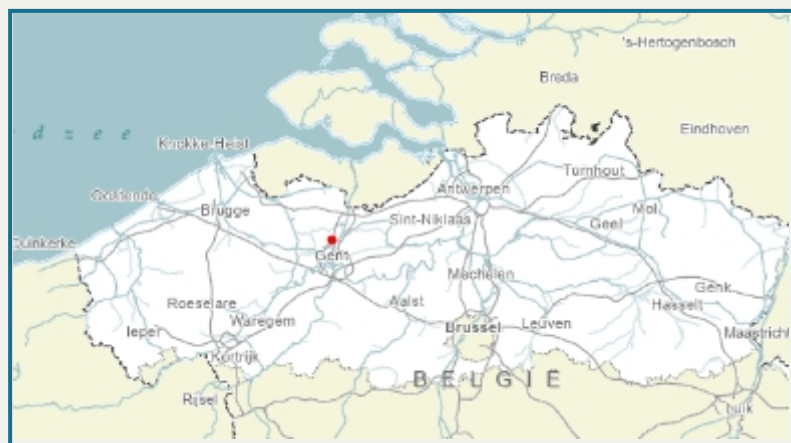 's-Hertogenbosch
Breda
Eindhoven
d z e e
Knokke-Heist
Turnhout
Antwerpen
Oostende
Brugge
Sint-Niklaas
Mol
Geel
Duinkerke
Gent
Mechelen
Genk
Roeselare
Aalst
Hasselt
Waregem
Brussel
Leuven
Ieper
Maastricht
Kortrijk
BELGIË
Rijsel
Luik